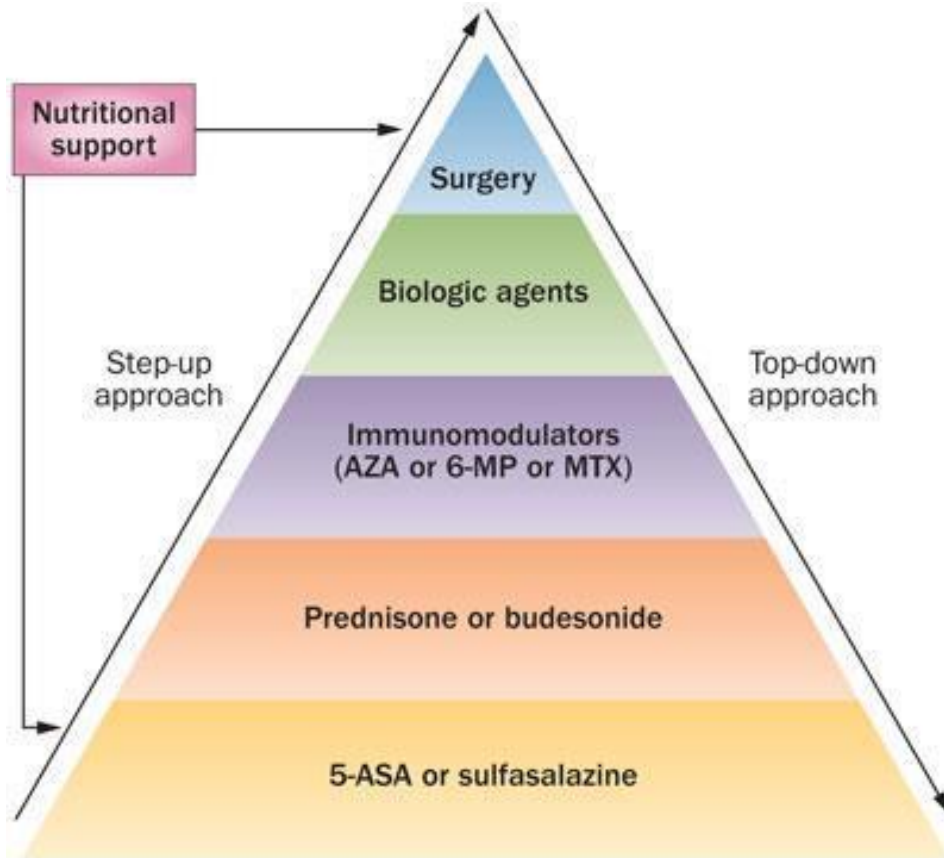 Nutritional
support
Surgery
Biologic agents
Step-up
approach
Top-down
approach
Immunomodulators
(AZA or 6-MP or MTX)
Prednisone or budesonide
5-ASA or sulfasalazine